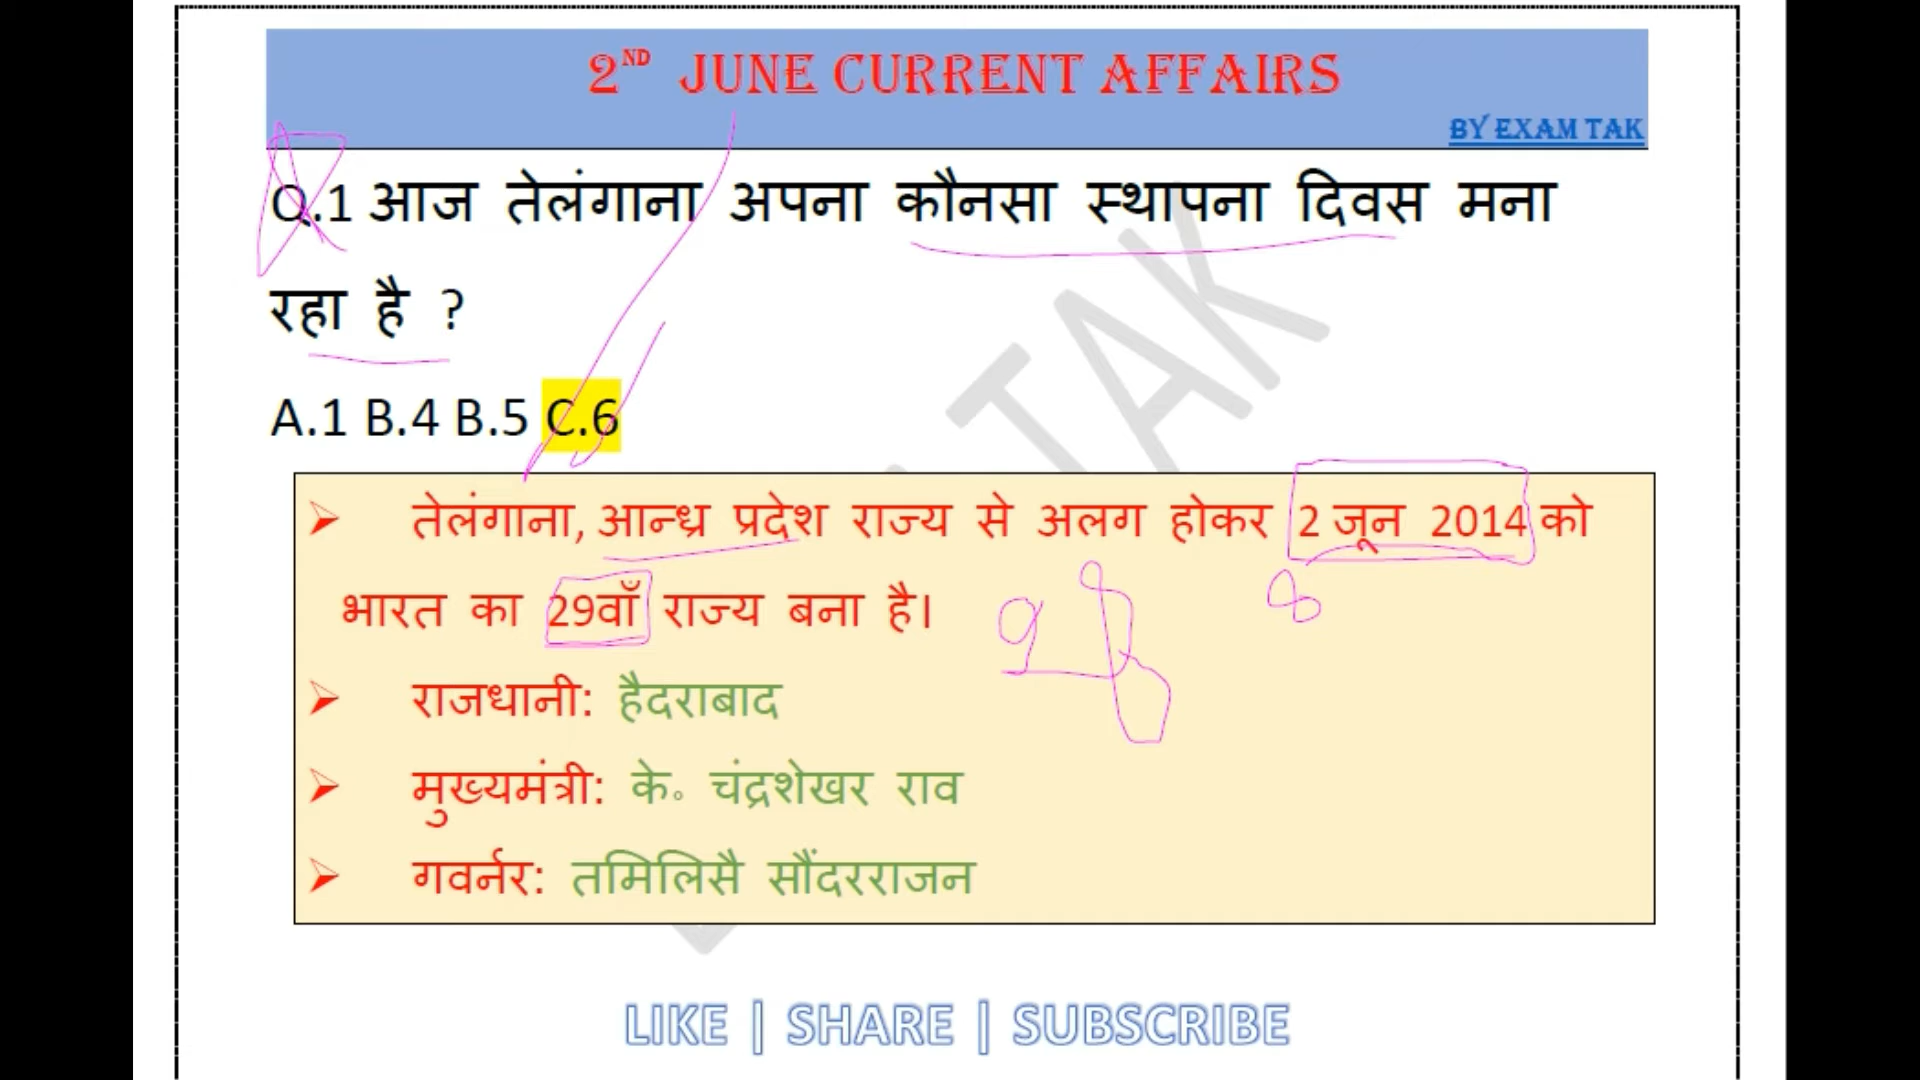 2ND JUNE CURRENT AFFAIRS
BY EXAM TAK
Q.1 आज तेलंगाना अपना कौनसा स्थापना दिवस मना
रहा है ?
A.1 B.4 B.5 C.6
तेलंगाना, आन्ध्र प्रदेश राज्य से अलग होकर 2 जून 2014 को
भारत का 29वाँ राज्य बना है।
राजधानी: हैदराबाद
मुख्यमंत्री: के॰ चंद्रशेखर राव
गवर्नर: तमिलिसै सौंदरराजन
LIKE | SHARE | SUBSCRIBE